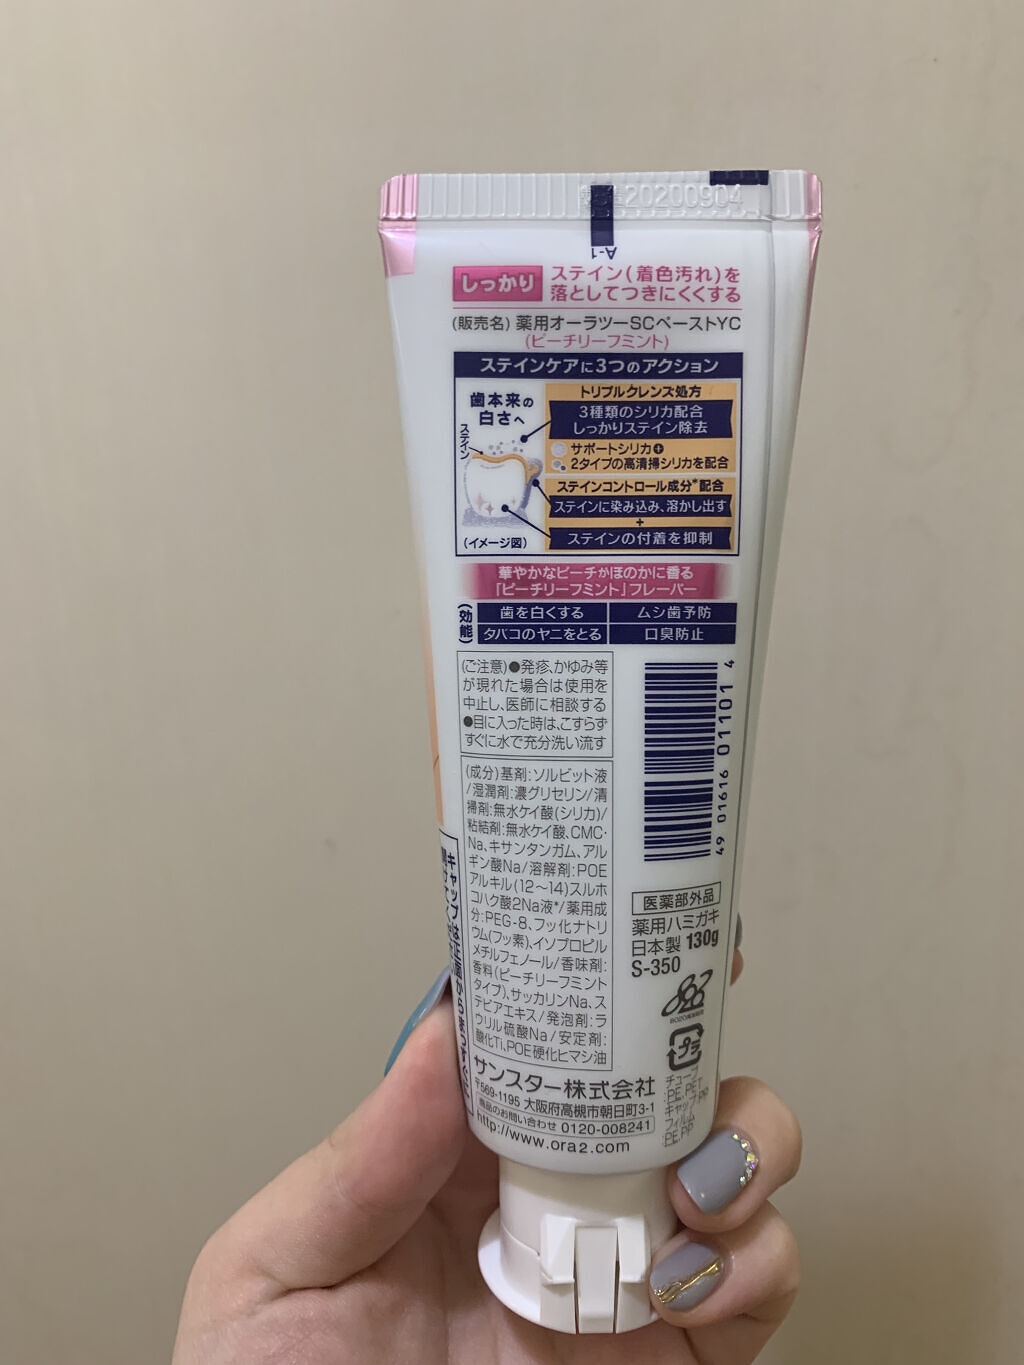 20200904
A-1
しっかり
ステイン(着色汚れ)を
落としてつきにくくする
(販売名) 薬用オーラツーSCペーストYC
(ピーチリーフミント)
ステインケアに3つのアクション
歯本来の
白さへ
ステイン
(イメージ図)
トリプルクレンズ処方
3種類のシリカ配合
しっかりステイン除去
サポートシリカ+
2タイプの高清掃シリカを配合
ステインコントロール成分*配合
ステインに染み込み、溶かし出す
+
ステインの付着を抑制
華やかなピーチがほのかに香る
「ピーチリーフミント」フレーバー
(効能)
歯を白くする
ムシ歯予防
タバコのヤニをとる
口臭防止
(ご注意)●発疹、かゆみ等
が現れた場合は使用を
中止し、医師に相談する
●目に入った時は、こすらず
すぐに水で充分洗い流す
(成分)基剤:ソルビット液
/湿潤剤:濃グリセリン/清
掃剤:無水ケイ酸(シリカ)/
粘結剤:無水ケイ酸、CMC・
Na、キサンタンガム、アル
ギン酸Na/溶解剤:POE
アルキル(12〜14)スルホ
コハク酸2Na液*/薬用成
分:PEG-8、フッ化ナトリ
ウム(フッ素)、イソプロピル
メチルフェノール/香味剤:
香料(ピーチリーフミント
タイプ)、サッカリンNa、ス
テビアエキス/発泡剤:ラ
ウリル硫酸Na/安定剤:
酸化Ti、POE硬化ヒマシ油
4 901616 011014
医薬部外品
薬用ハミガキ
日本製 130g
S-350
プラ
チューブ
:PE,PET
キャップ:PP
フィルム
:PE,PP
サンスター株式会社
〒569-1195 大阪府高槻市朝日町3-1
商品のお問い合わせ 0120-008241
http://www.ora2.com
キャップは